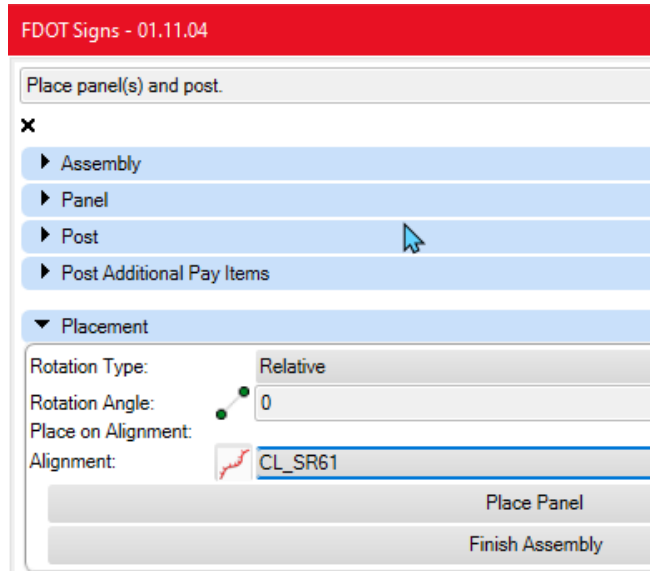 FDOT Signs - 01.11.04
Place panel(s) and post.
Assembly
Panel
Post
Post Additional Pay Items
Placement
Rotation Type: Relative
Rotation Angle: 0
Place on Alignment:
Alignment: CL_SR61
Place Panel
Finish Assembly